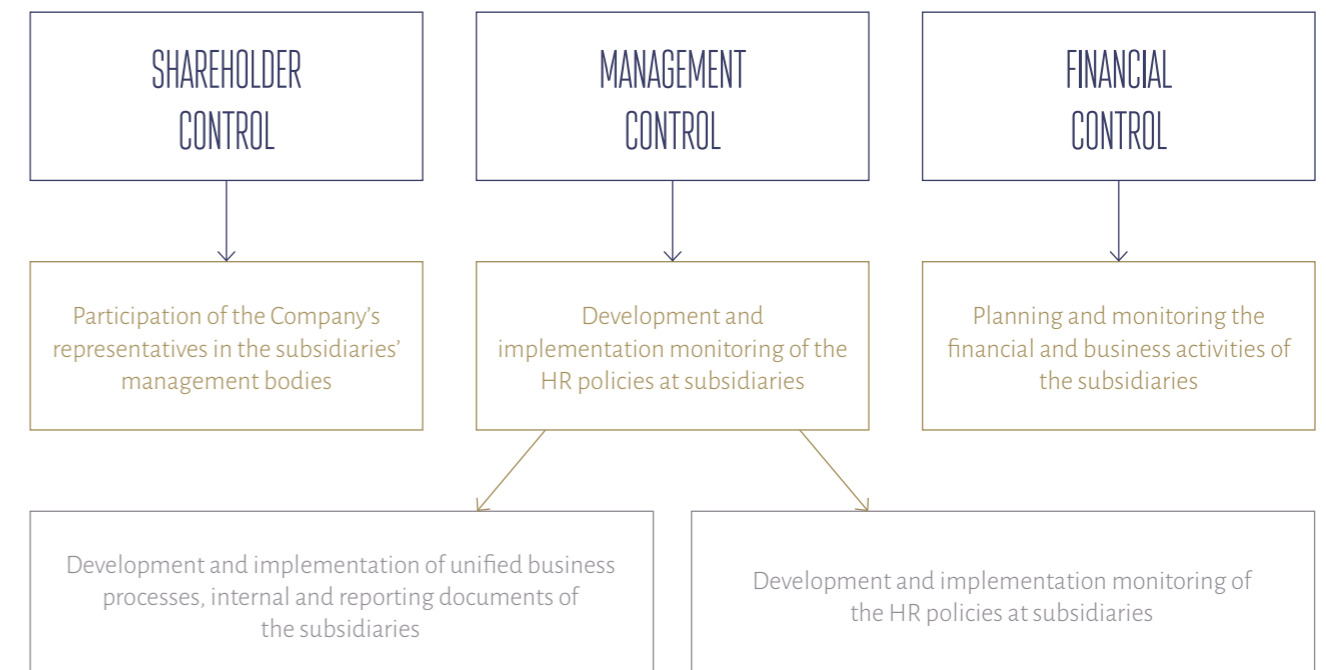 SHAREHOLDER
CONTROL
MANAGEMENT
CONTROL
FINANCIAL
CONTROL
Participation of the Company’s
representatives in the subsidiaries’
management bodies
Development and
implementation monitoring of the
HR policies at subsidiaries
Planning and monitoring the
financial and business activities of
the subsidiaries
Development and implementation of unified business
processes, internal and reporting documents of
the subsidiaries
Development and implementation monitoring of
the HR policies at subsidiaries